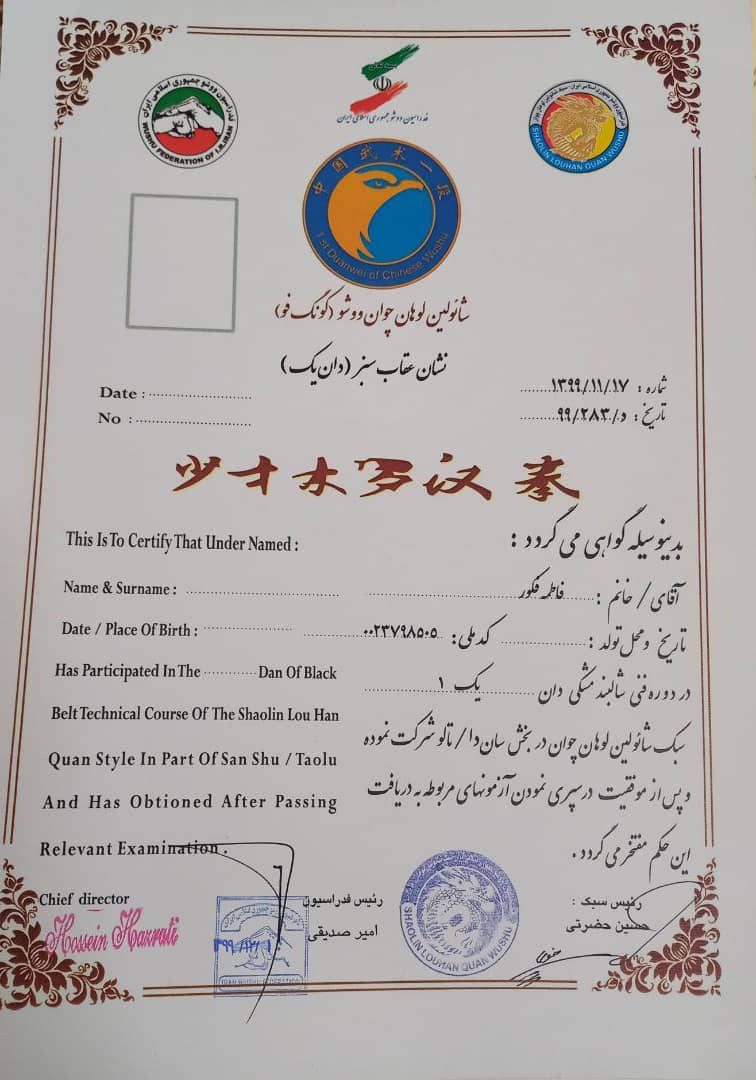 فدراسیون ووشو جمهوری اسلامی ایران
WUSHU FEDERATION OF I.R.IRAN
فدراسیون ووشو جمهوری اسلامی ایران
SHAOLIN LOUHAN QUAN WUSHU
中国武术一段
1st Duanwei of Chinese Wushu
شائولین لوهان چوان ووشو (گونگ فو)
نشان عقاب سبز (دان یک)
Date :
شماره : ۱۳۹۹/۱۱/۱۷
No :
تاریخ : د/۹۹/۲۸۳
少才木罗汉拳
This Is To Certify That Under Named :
بدینوسیله گواهی می گردد :
Name & Surname :
آقای / خانم : فاطمه فکور
Date / Place Of Birth :
تاریخ ومحل تولد : کد ملی: ۰۰۲۳۷۹۸۵۰۵
Has Participated In The Dan Of Black
در دوره فنی شالبند مشکی دان یک ۱
Belt Technical Course Of The Shaolin Lou Han
سبک شائولین لوهان چوان در بخش سان دا / تالو شرکت نموده
Quan Style In Part Of San Shu / Taolu
و پس از موفقیت در سپری نمودن آزمونهای مربوطه به دریافت
And Has Obtioned After Passing
این حکم مفتخر می گردد .
Relevant Examination .
Chief director
رئیس فدراسیون
رئیس سبک :
Hossein Hazrati
امیر صدیقی
حسین حضرتی
SHAOLIN LOUHAN QUAN WUSHU
IRAN WUSHU FEDERATION